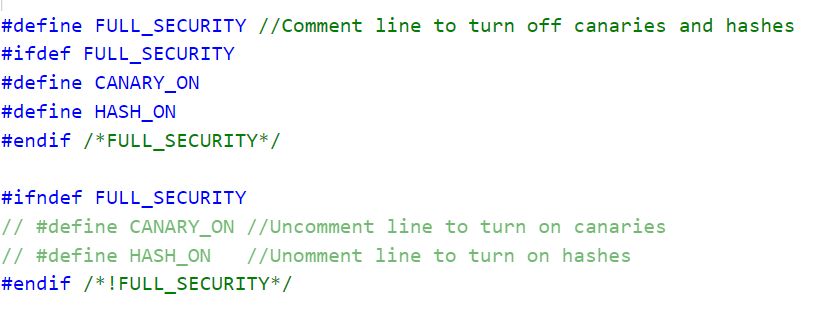 #define FULL_SECURITY //Comment line to turn off canaries and hashes
#ifdef FULL_SECURITY
#define CANARY_ON
#define HASH_ON
#endif /*FULL_SECURITY*/
#ifndef FULL_SECURITY
// #define CANARY_ON //Uncomment line to turn on canaries
// #define HASH_ON   //Unomment line to turn on hashes
#endif /*!FULL_SECURITY*/